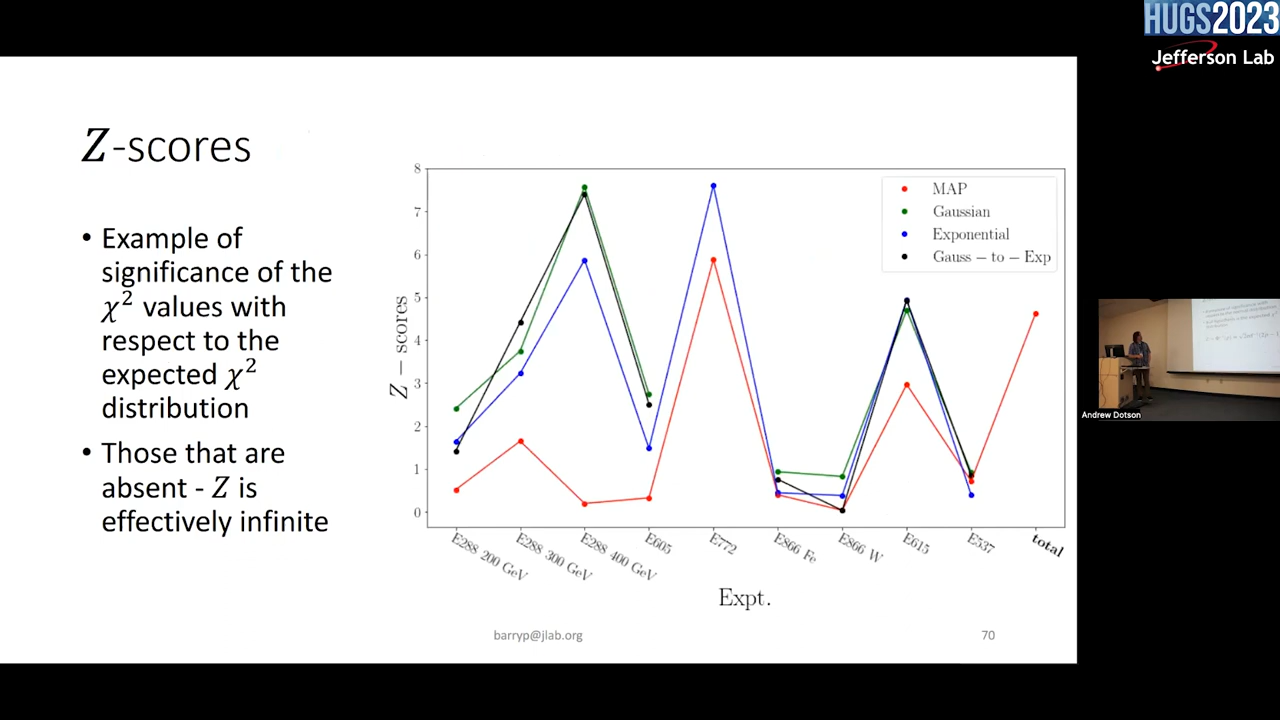 HUGS2023
Jefferson Lab
Z-scores
• Example of
significance of the
χ² values with
respect to the
expected χ²
distribution
• Those that are
absent - Z is
effectively infinite
8
7
6
5
4
3
2
1
0
Z – scores
MAP
Gaussian
Exponential
Gauss – to – Exp
E288 200 GeV
E288 300 GeV
E288 400 GeV
E605
E772
E866 Fe
E866 W
E615
E537
total
Expt.
barryp@jlab.org
70
Andrew Dotson